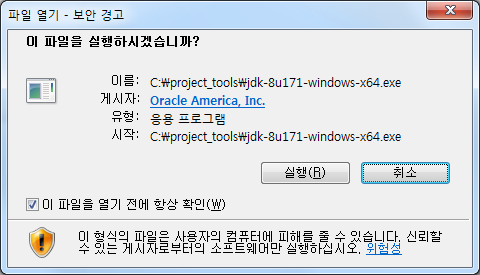 파일 열기 - 보안 경고
이 파일을 실행하시겠습니까?
이름: C:\project_tools\jdk-8u171-windows-x64.exe
게시자: Oracle America, Inc.
유형: 응용 프로그램
시작: C:\project_tools\jdk-8u171-windows-x64.exe
실행(R) 취소
이 파일을 열기 전에 항상 확인(W)
이 형식의 파일은 사용자의 컴퓨터에 피해를 줄 수 있습니다. 신뢰할
수 있는 게시자로부터의 소프트웨어만 실행하십시오. 위험성